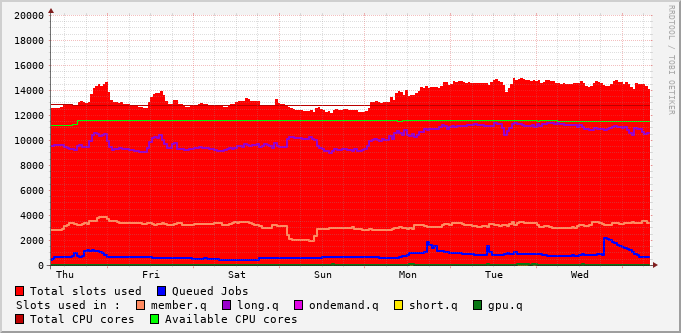 20000
18000
16000
14000
12000
10000
8000
6000
4000
2000
0
Thu Fri Sat Sun Mon Tue Wed
RRDTOOL / TOBI OETIKER
Total slots used Queued Jobs
Slots used in : member.q long.q ondemand.q short.q gpu.q
Total CPU cores Available CPU cores